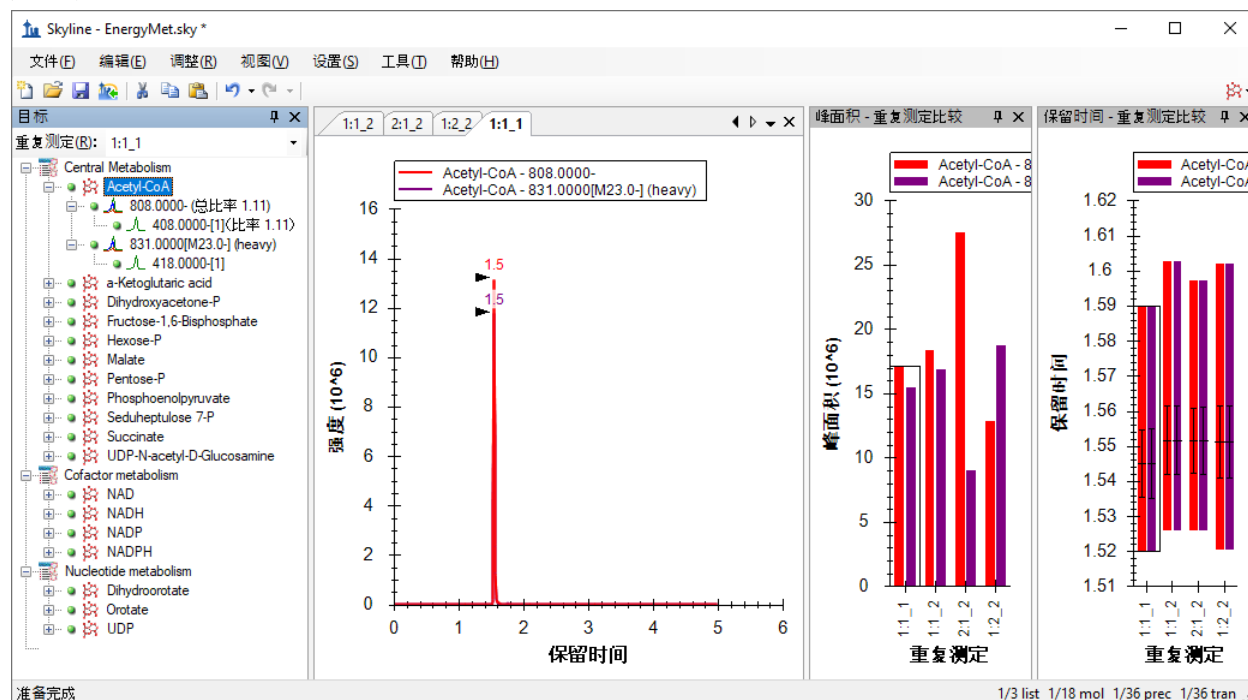 Skyline - EnergyMet.sky *
文件(F) 编辑(E) 调整(R) 视图(V) 设置(S) 工具(T) 帮助(H)
目标
重复测定(R): 1:1_1
Central Metabolism
Acetyl-CoA
808.0000- (总比率 1.11)
408.0000-[1](比率 1.11)
831.0000[M23.0-] (heavy)
418.0000-[1]
a-Ketoglutaric acid
Dihydroxyacetone-P
Fructose-1,6-Bisphosphate
Hexose-P
Malate
Pentose-P
Phosphoenolpyruvate
Seduheptulose 7-P
Succinate
UDP-N-acetyl-D-Glucosamine
Cofactor metabolism
NAD
NADH
NADP
NADPH
Nucleotide metabolism
Dihydroorotate
Orotate
UDP
1:1_2 2:1_2 1:2_2 1:1_1
Acetyl-CoA - 808.0000-
Acetyl-CoA - 831.0000[M23.0-] (heavy)
16
14
12
10
8
6
4
2
0
强度 (10^6)
1.5
1.5
0 1 2 3 4 5 6
保留时间
峰面积 - 重复测定比较
Acetyl-CoA - 8
Acetyl-CoA - 8
30
25
20
15
10
5
0
峰面积 (10^6)
1:1_1 1:1_2 2:1_2 1:2_2
重复测定
保留时间 - 重复测定比较
Acetyl-CoA
Acetyl-CoA
1.62
1.61
1.6
1.59
1.58
1.57
1.56
1.55
1.54
1.53
1.52
1.51
保留时间
1:1_1 1:1_2 2:1_2 1:2_2
重复测定
准备完成
1/3 list 1/18 mol 1/36 prec 1/36 tran